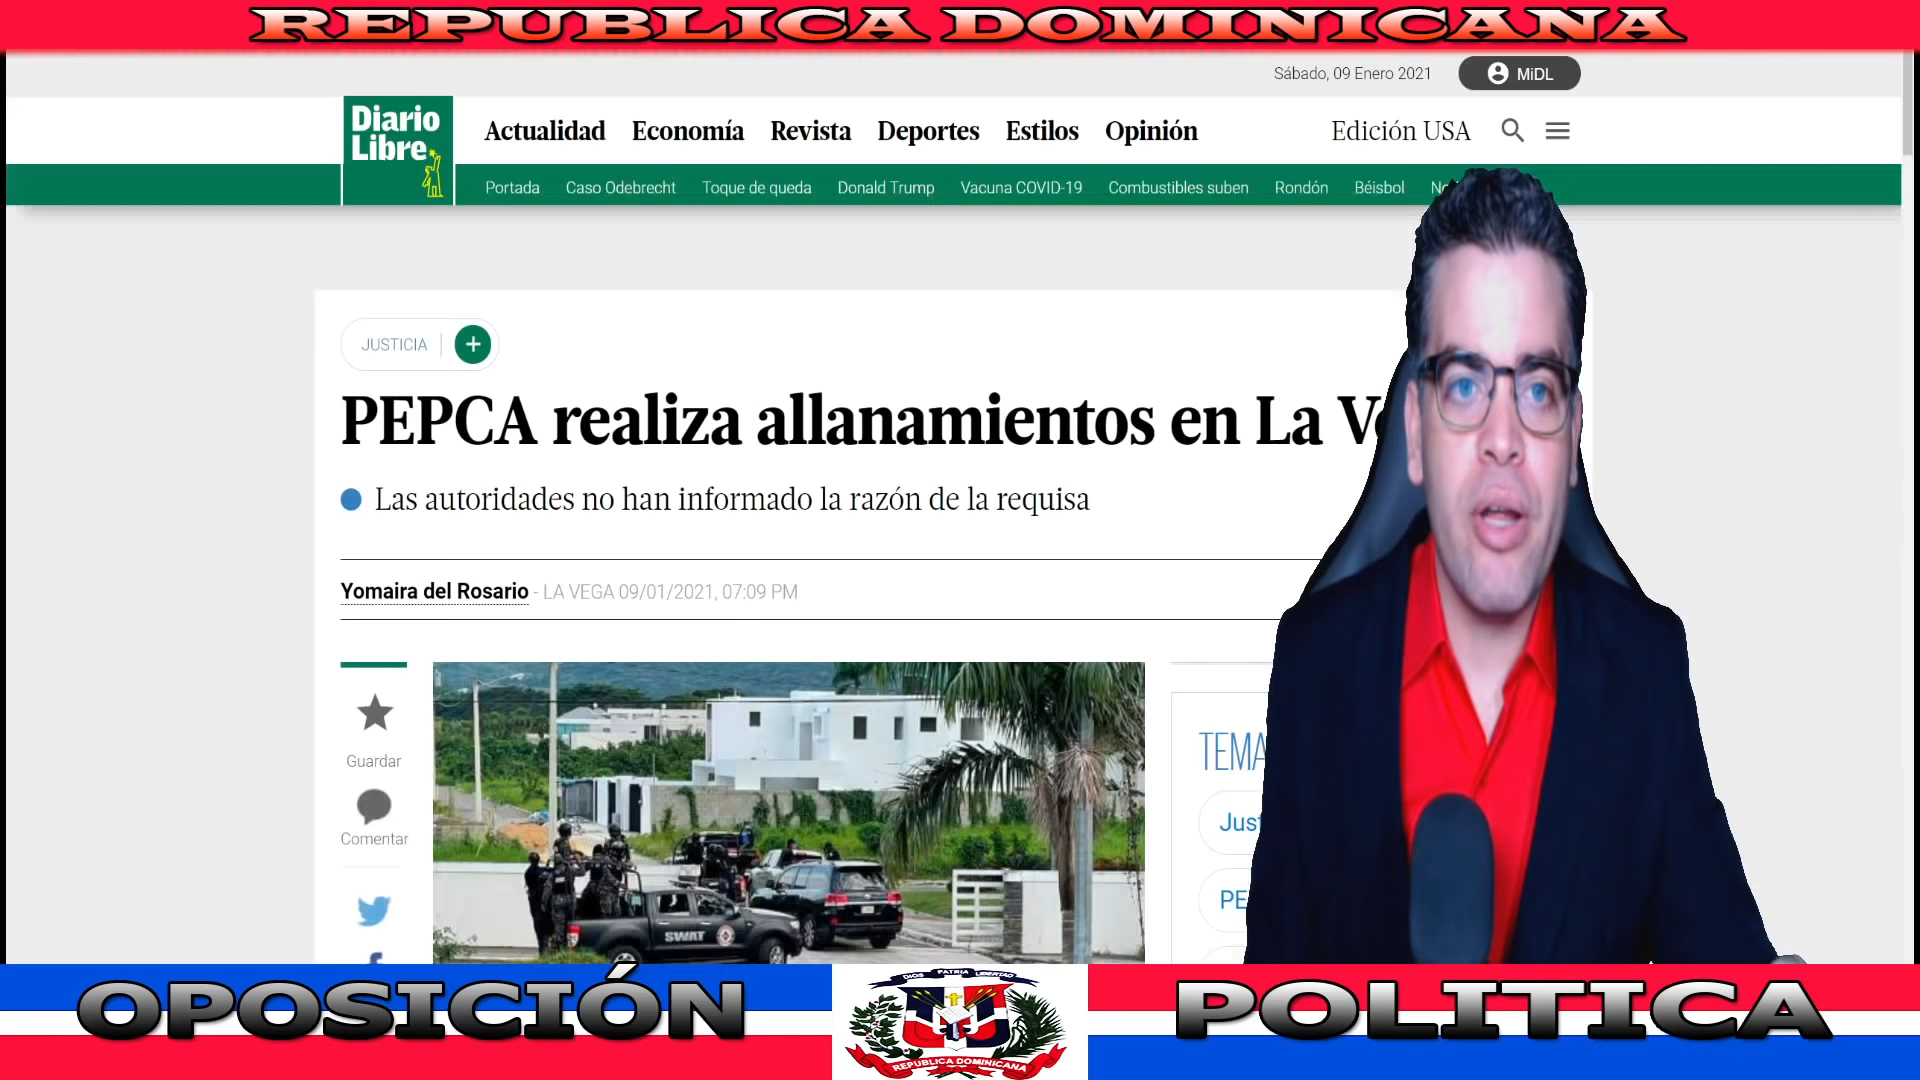 REPUBLICA DOMINICANA
Sábado, 09 Enero 2021
MiDL
Diario
Libre
Actualidad Economía Revista Deportes Estilos Opinión
Edición USA
Portada Caso Odebrecht Toque de queda Donald Trump Vacuna COVID-19 Combustibles suben Rondón Béisbol
JUSTICIA
PEPCA realiza allanamientos en La
Las autoridades no han informado la razón de la requisa
Yomaira del Rosario - LA VEGA 09/01/2021, 07:09 PM
Guardar
Comentar
SWAT
TEMA
Just
PE
OPOSICIÓN
DIOS PATRIA LIBERTAD
REPUBLICA DOMINICANA
POLITICA